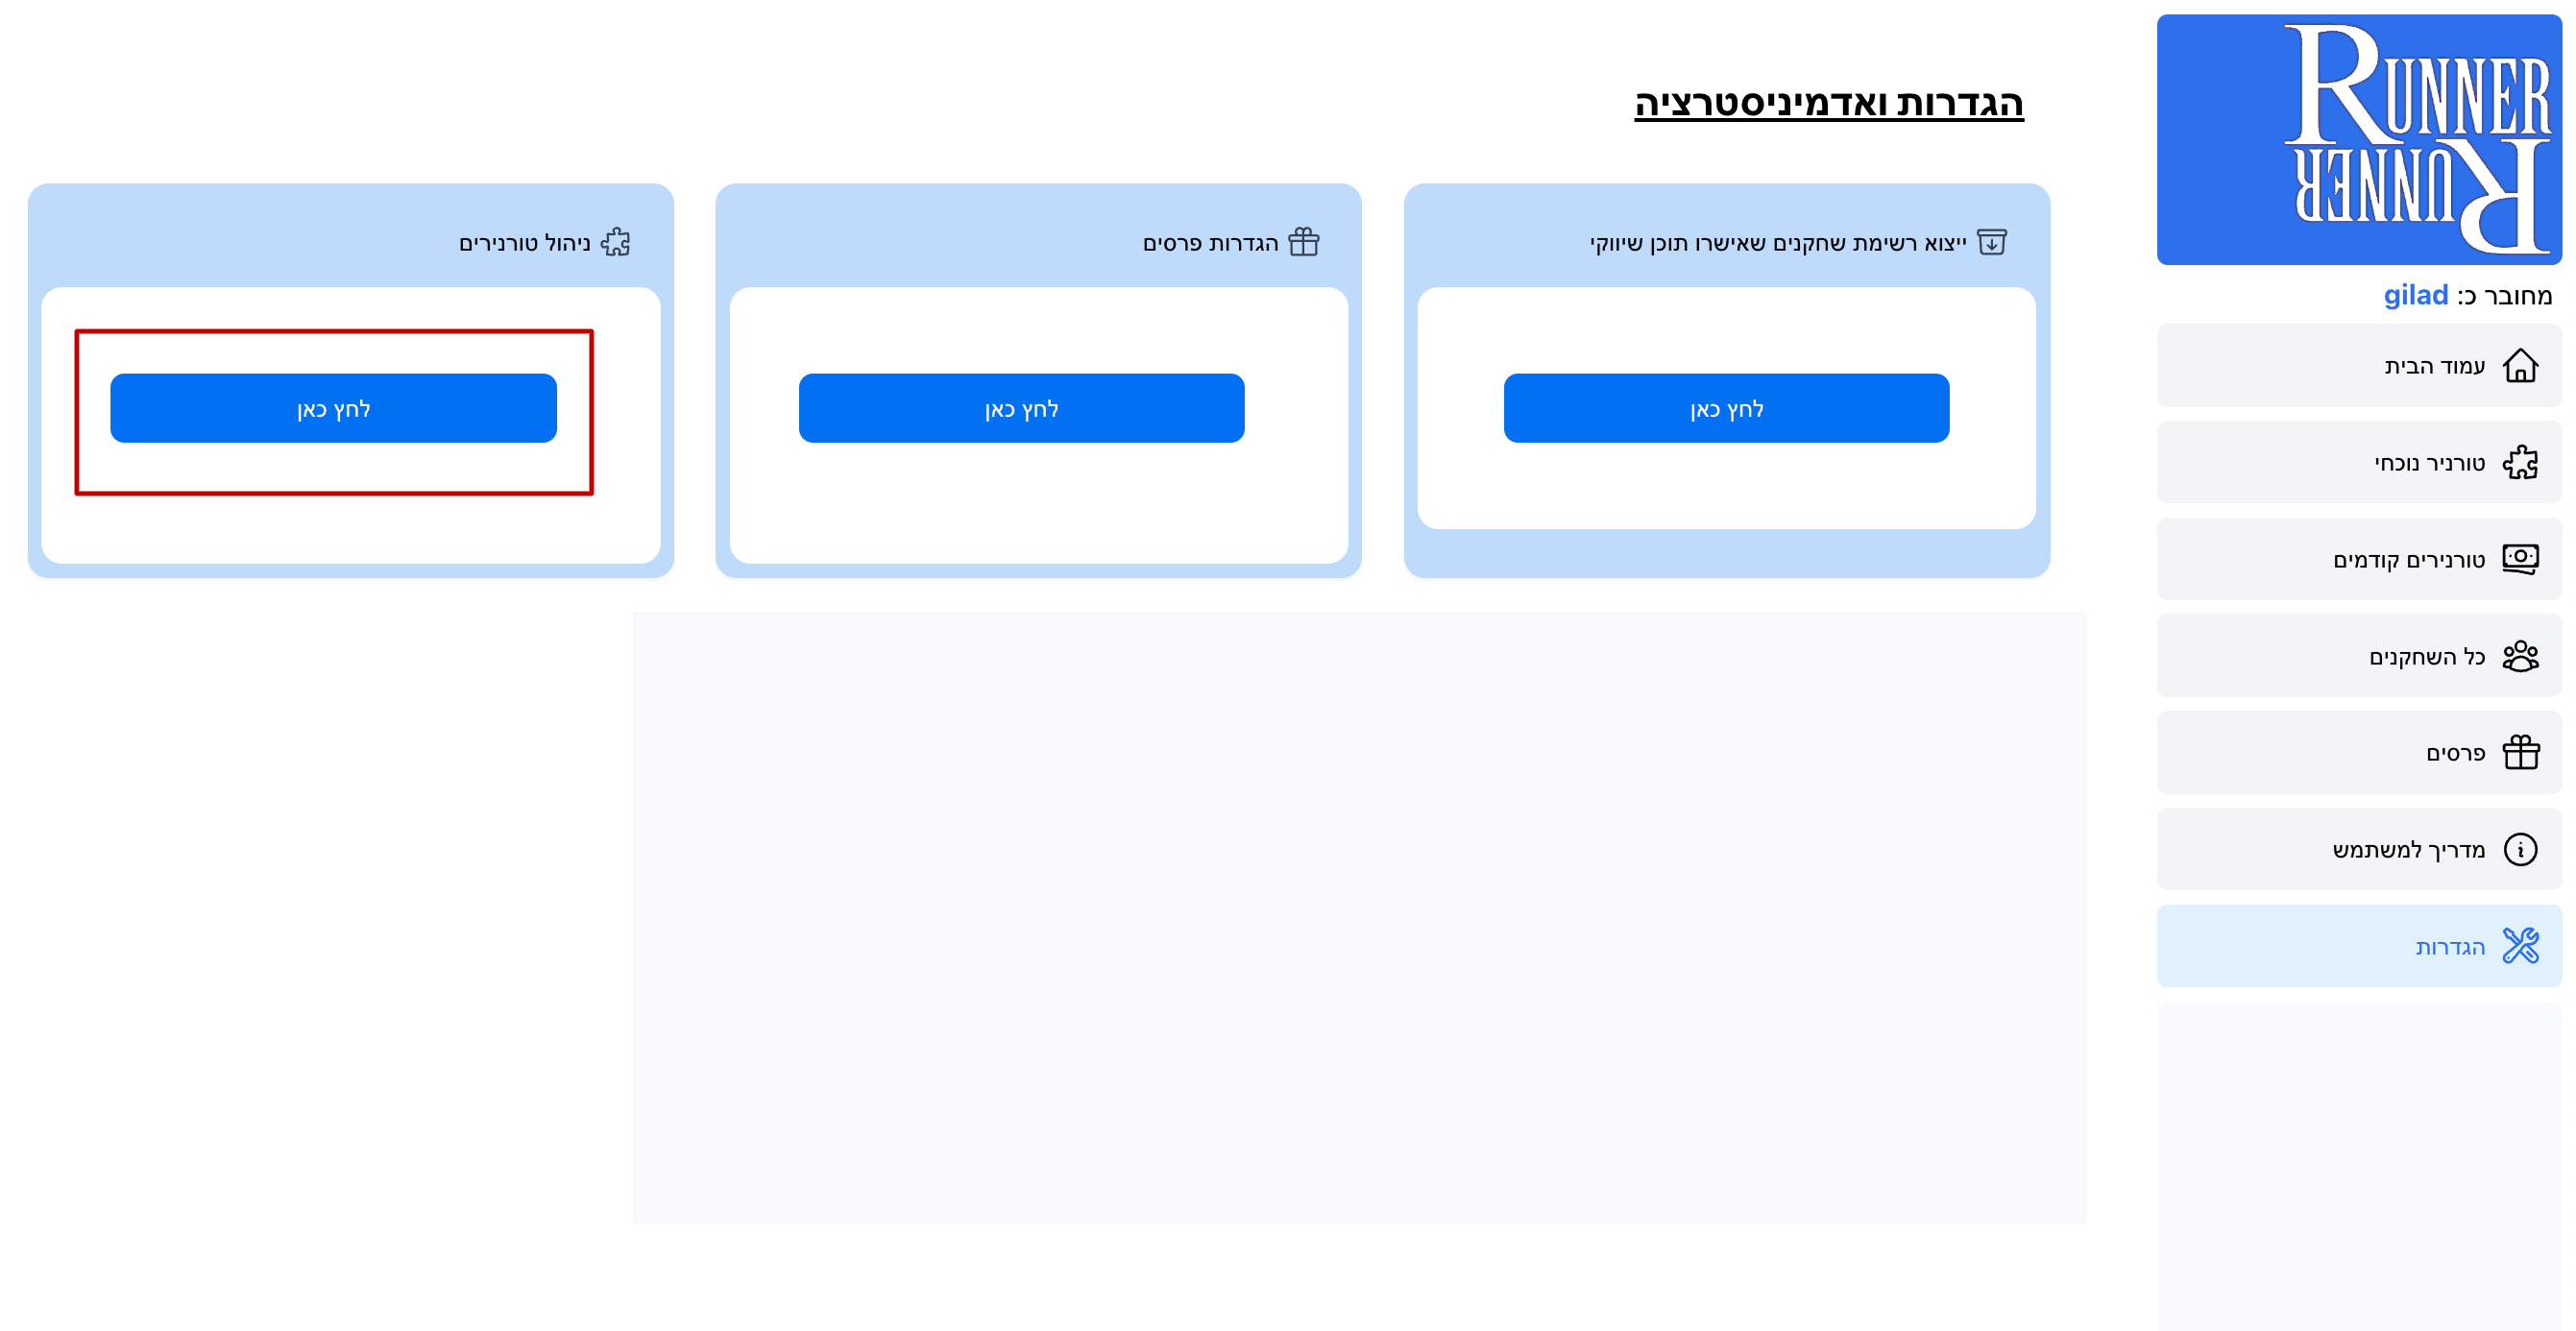 RUNNER
RUNNER
מחובר כ: gilad
עמוד הבית
טורניר נוכחי
טורנירים קודמים
כל השחקנים
פרסים
מדריך למשתמש
הגדרות
הגדרות ואדמיניסטרציה
ייצוא רשימת שחקנים שאישרו תוכן שיווקי
לחץ כאן
הגדרות פרסים
לחץ כאן
ניהול טורנירים
לחץ כאן